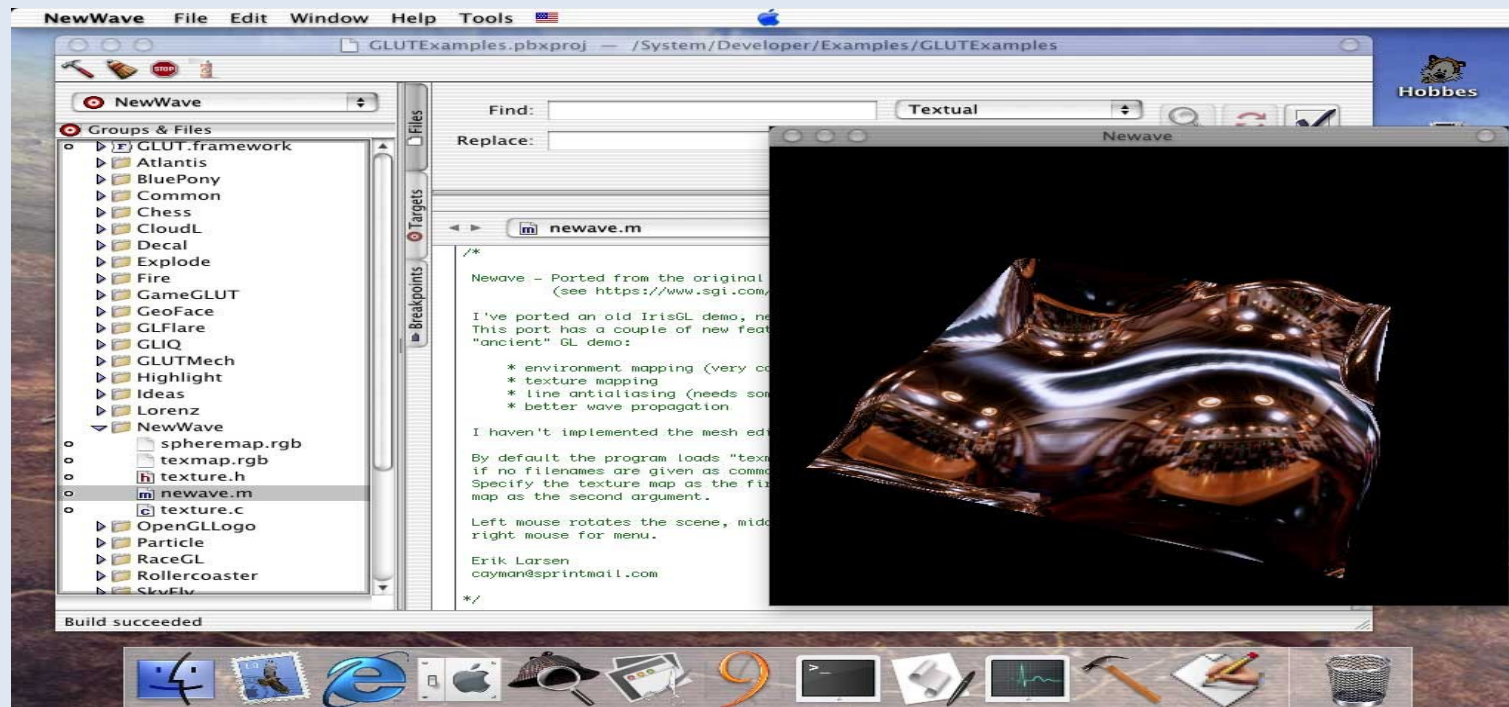 NewWave File Edit Window Help Tools
GLUTExamples.pbxproj — /System/Developer/Examples/GLUTExamples
STOP
NewWave
Groups & Files
GLUT.framework
Atlantis
BluePony
Common
Chess
CloudL
Decal
Explode
Fire
GameGLUT
GeoFace
GLFlare
GLIQ
GLUTMech
Highlight
Ideas
Lorenz
NewWave
spheremap.rgb
texmap.rgb
h texture.h
m newave.m
c texture.c
OpenGLLogo
Particle
RaceGL
Rollercoaster
SkyFly
Build succeeded
Files
Targets
Breakpoints
Find:
Textual
Replace:
m newave.m
/*
Newave - Ported from the original
(see https://www.sgi.com/
I've ported an old IrisGL demo, ne
This port has a couple of new feat
"ancient" GL demo:
* environment mapping (very co
* texture mapping
* line antialiasing (needs som
* better wave propagation
I haven't implemented the mesh edi
By default the program loads "texm
if no filenames are given as comma
Specify the texture map as the fir
map as the second argument.
Left mouse rotates the scene, midd
right mouse for menu.
Erik Larsen
cayman@sprintmail.com
*/
Newave
Hobbes